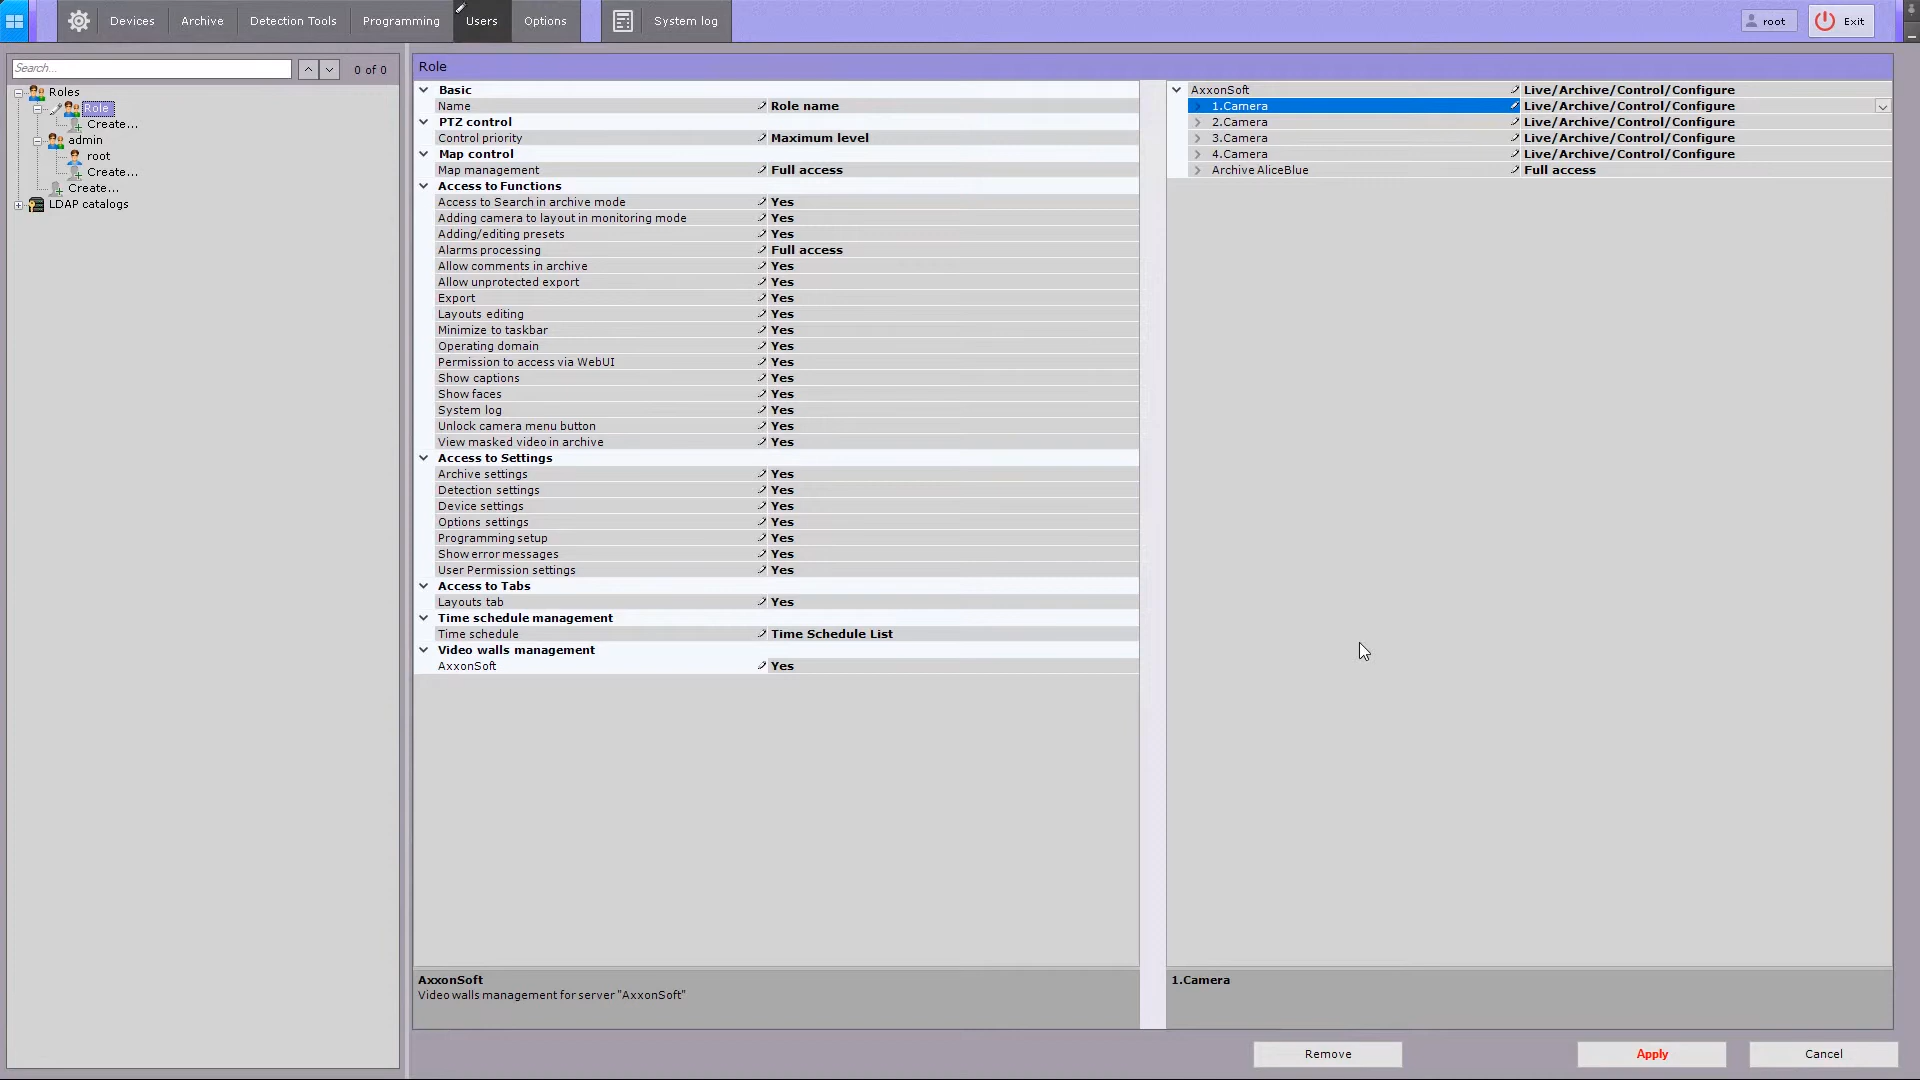 Devices Archive Detection Tools Programming Users Options System log root Exit
Search... 0 of 0
Roles
Role
Create...
admin
root
Create...
Create...
LDAP catalogs
Role
Basic
Name Role name
PTZ control
Control priority Maximum level
Map control
Map management Full access
Access to Functions
Access to Search in archive mode Yes
Adding camera to layout in monitoring mode Yes
Adding/editing presets Yes
Alarms processing Full access
Allow comments in archive Yes
Allow unprotected export Yes
Export Yes
Layouts editing Yes
Minimize to taskbar Yes
Operating domain Yes
Permission to access via WebUI Yes
Show captions Yes
Show faces Yes
System log Yes
Unlock camera menu button Yes
View masked video in archive Yes
Access to Settings
Archive settings Yes
Detection settings Yes
Device settings Yes
Options settings Yes
Programming setup Yes
Show error messages Yes
User Permission settings Yes
Access to Tabs
Layouts tab Yes
Time schedule management
Time schedule Time Schedule List
Video walls management
AxxonSoft Yes
AxxonSoft
Video walls management for server "AxxonSoft"
AxxonSoft Live/Archive/Control/Configure
1.Camera Live/Archive/Control/Configure
2.Camera Live/Archive/Control/Configure
3.Camera Live/Archive/Control/Configure
4.Camera Live/Archive/Control/Configure
Archive AliceBlue Full access
1.Camera
Remove Apply Cancel